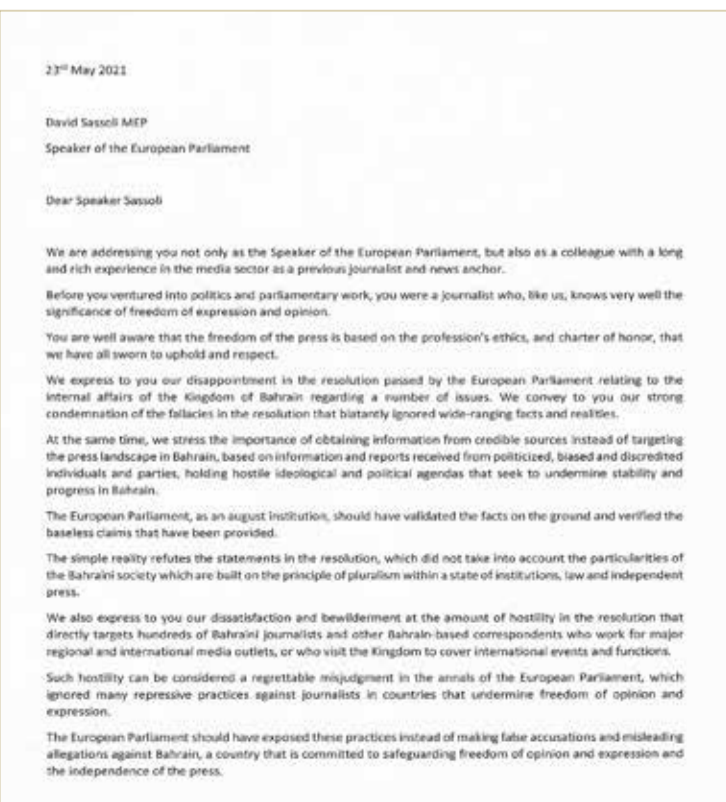 23rd May 2021
David Sassoli MEP
Speaker of the European Parliament
Dear Speaker Sassoli
We are addressing you not only as the Speaker of the European Parliament, but also as a colleague with a long
and rich experience in the media sector as a previous journalist and news anchor.
Before you ventured into politics and parliamentary work, you were a journalist who, like us, knows very well the
significance of freedom of expression and opinion.
You are well aware that the freedom of the press is based on the profession's ethics, and charter of honor, that
we have all sworn to uphold and respect.
We express to you our disappointment in the resolution passed by the European Parliament relating to the
internal affairs of the Kingdom of Bahrain regarding a number of issues. We convey to you our strong
condemnation of the fallacies in the resolution that blatantly ignored wide-ranging facts and realities.
At the same time, we stress the importance of obtaining information from credible sources instead of targeting
the press landscape in Bahrain, based on information and reports received from politicized, biased and discredited
individuals and parties, holding hostile ideological and political agendas that seek to undermine stability and
progress in Bahrain.
The European Parliament, as an august institution, should have validated the facts on the ground and verified the
baseless claims that have been provided.
The simple reality refutes the statements in the resolution, which did not take into account the particularities of
the Bahraini society which are built on the principle of pluralism within a state of institutions, law and independent
press.
We also express to you our dissatisfaction and bewilderment at the amount of hostility in the resolution that
directly targets hundreds of Bahraini journalists and other Bahrain-based correspondents who work for major
regional and international media outlets, or who visit the Kingdom to cover international events and functions.
Such hostility can be considered a regrettable misjudgment in the annals of the European Parliament, which
ignored many repressive practices against journalists in countries that undermine freedom of opinion and
expression.
The European Parliament should have exposed these practices instead of making false accusations and misleading
allegations against Bahrain, a country that is committed to safeguarding freedom of opinion and expression and
the independence of the press.